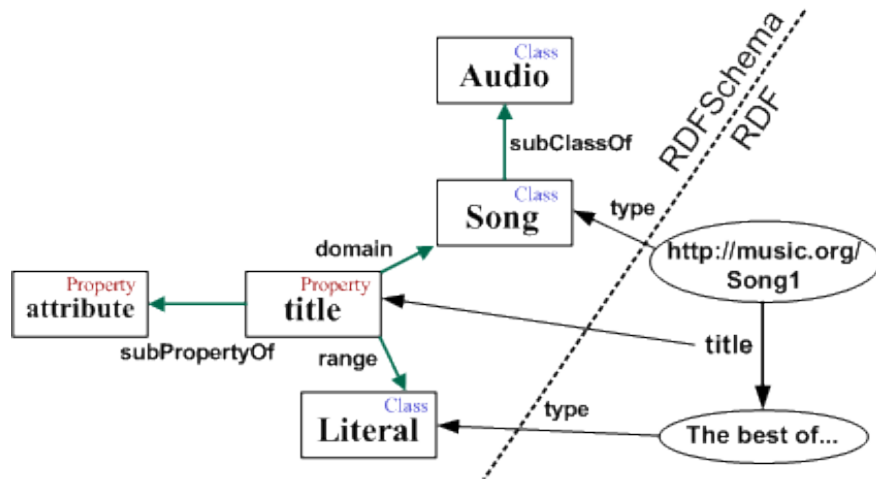 Class
Audio
subClassOf
RDFSchema
RDF
Class
Song
type
http://music.org/
Song1
domain
Property
attribute
Property
title
subPropertyOf
range
title
Class
Literal
type
The best of...